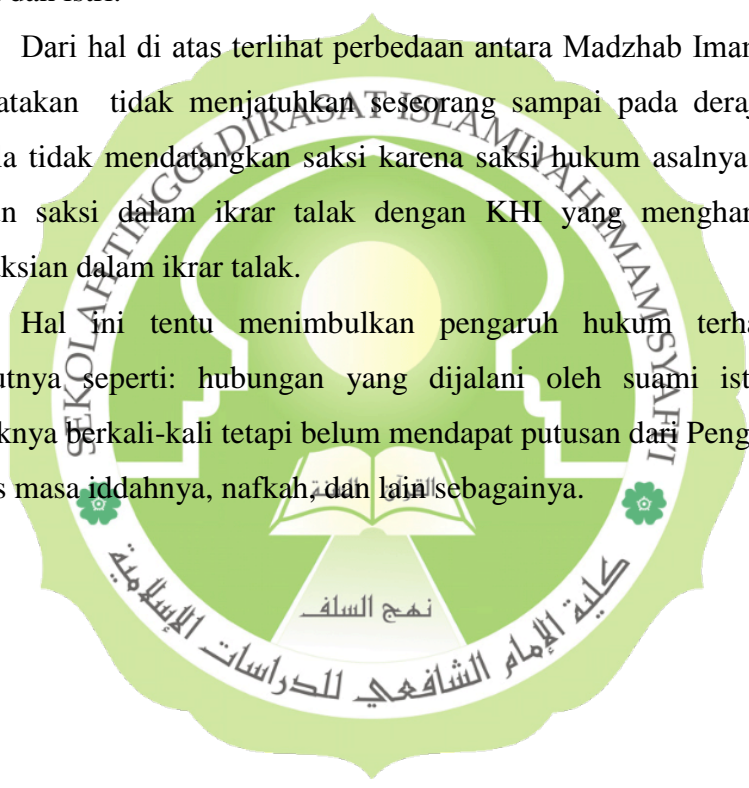 dan istri.
Dari hal di atas terlihat perbedaan antara Madzhab Imam
atakan tidak menjatuhkan seseorang sampai pada deraj
a tidak mendatangkan saksi karena saksi hukum asalnya
n saksi dalam ikrar talak dengan KHI yang menghar
ksian dalam ikrar talak.
Hal ini tentu menimbulkan pengaruh hukum terha
utnya seperti: hubungan yang dijalani oleh suami ist
knya berkali-kali tetapi belum mendapat putusan dari Peng
s masa iddahnya, nafkah, dan lain sebagainya.
SEKOLAH TINGGI DIRASAT ISLAMIYAH IMAM SYAFI'I
القرآن السنة
نهج السلف
كلية الإمام الشافعي للدراسات الإسلامية